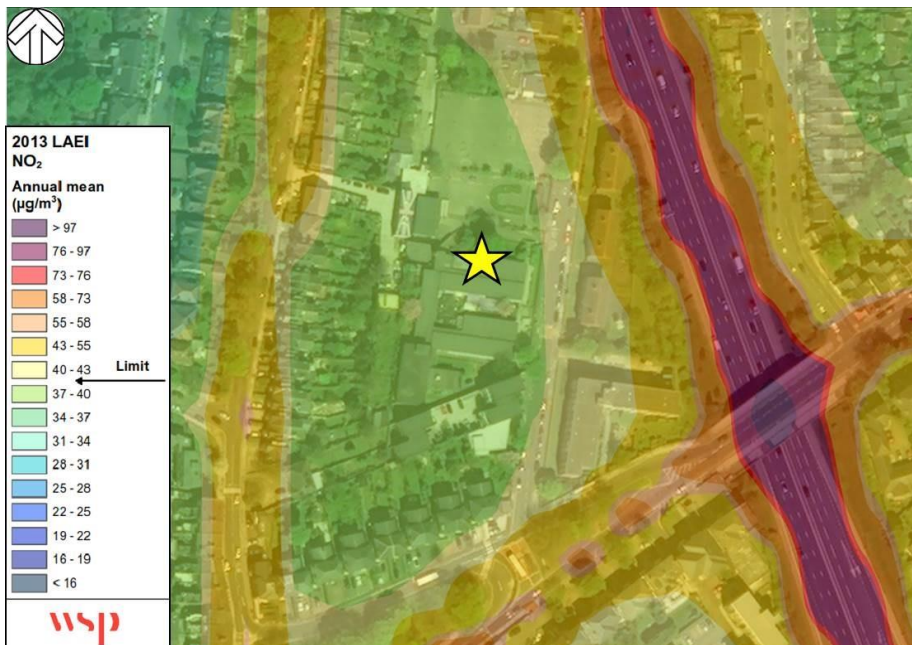 2013 LAEI
NO₂
Annual mean
(µg/m³)
> 97
76 - 97
73 - 76
58 - 73
55 - 58
43 - 55
40 - 43
Limit
37 - 40
34 - 37
31 - 34
28 - 31
25 - 28
22 - 25
19 - 22
16 - 19
< 16
wsp